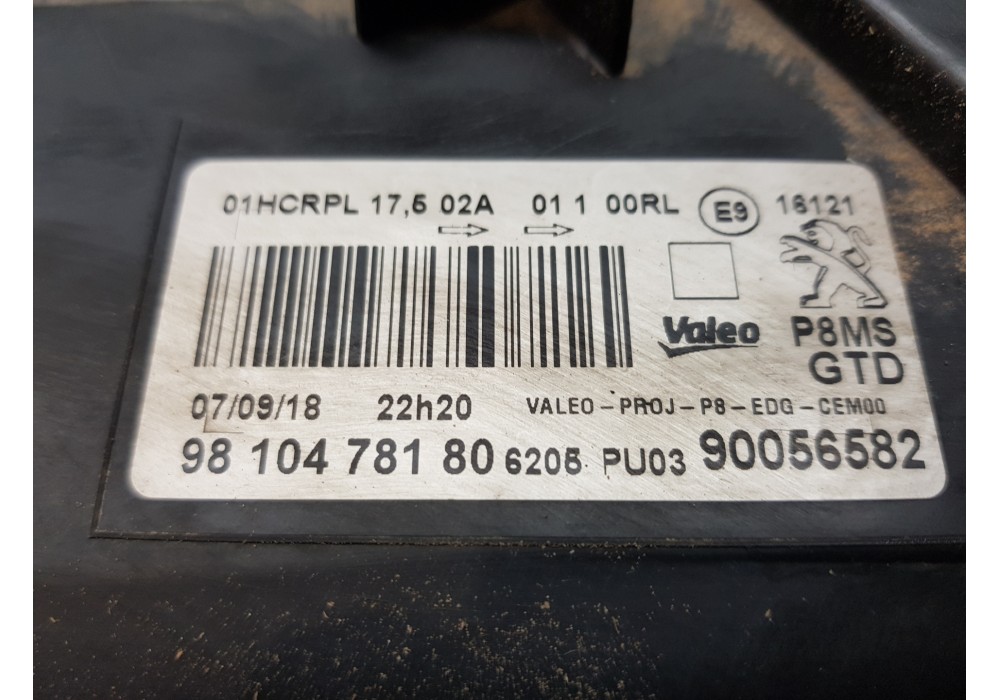 01HCRPL 17,5 02A 01 1 00RL E9 18121
Valeo P8MS
GTD
07/09/18 22h20 VALEO-PROJ-P8-EDG-CEM00
98 104 781 80 6205 PU03 90056582